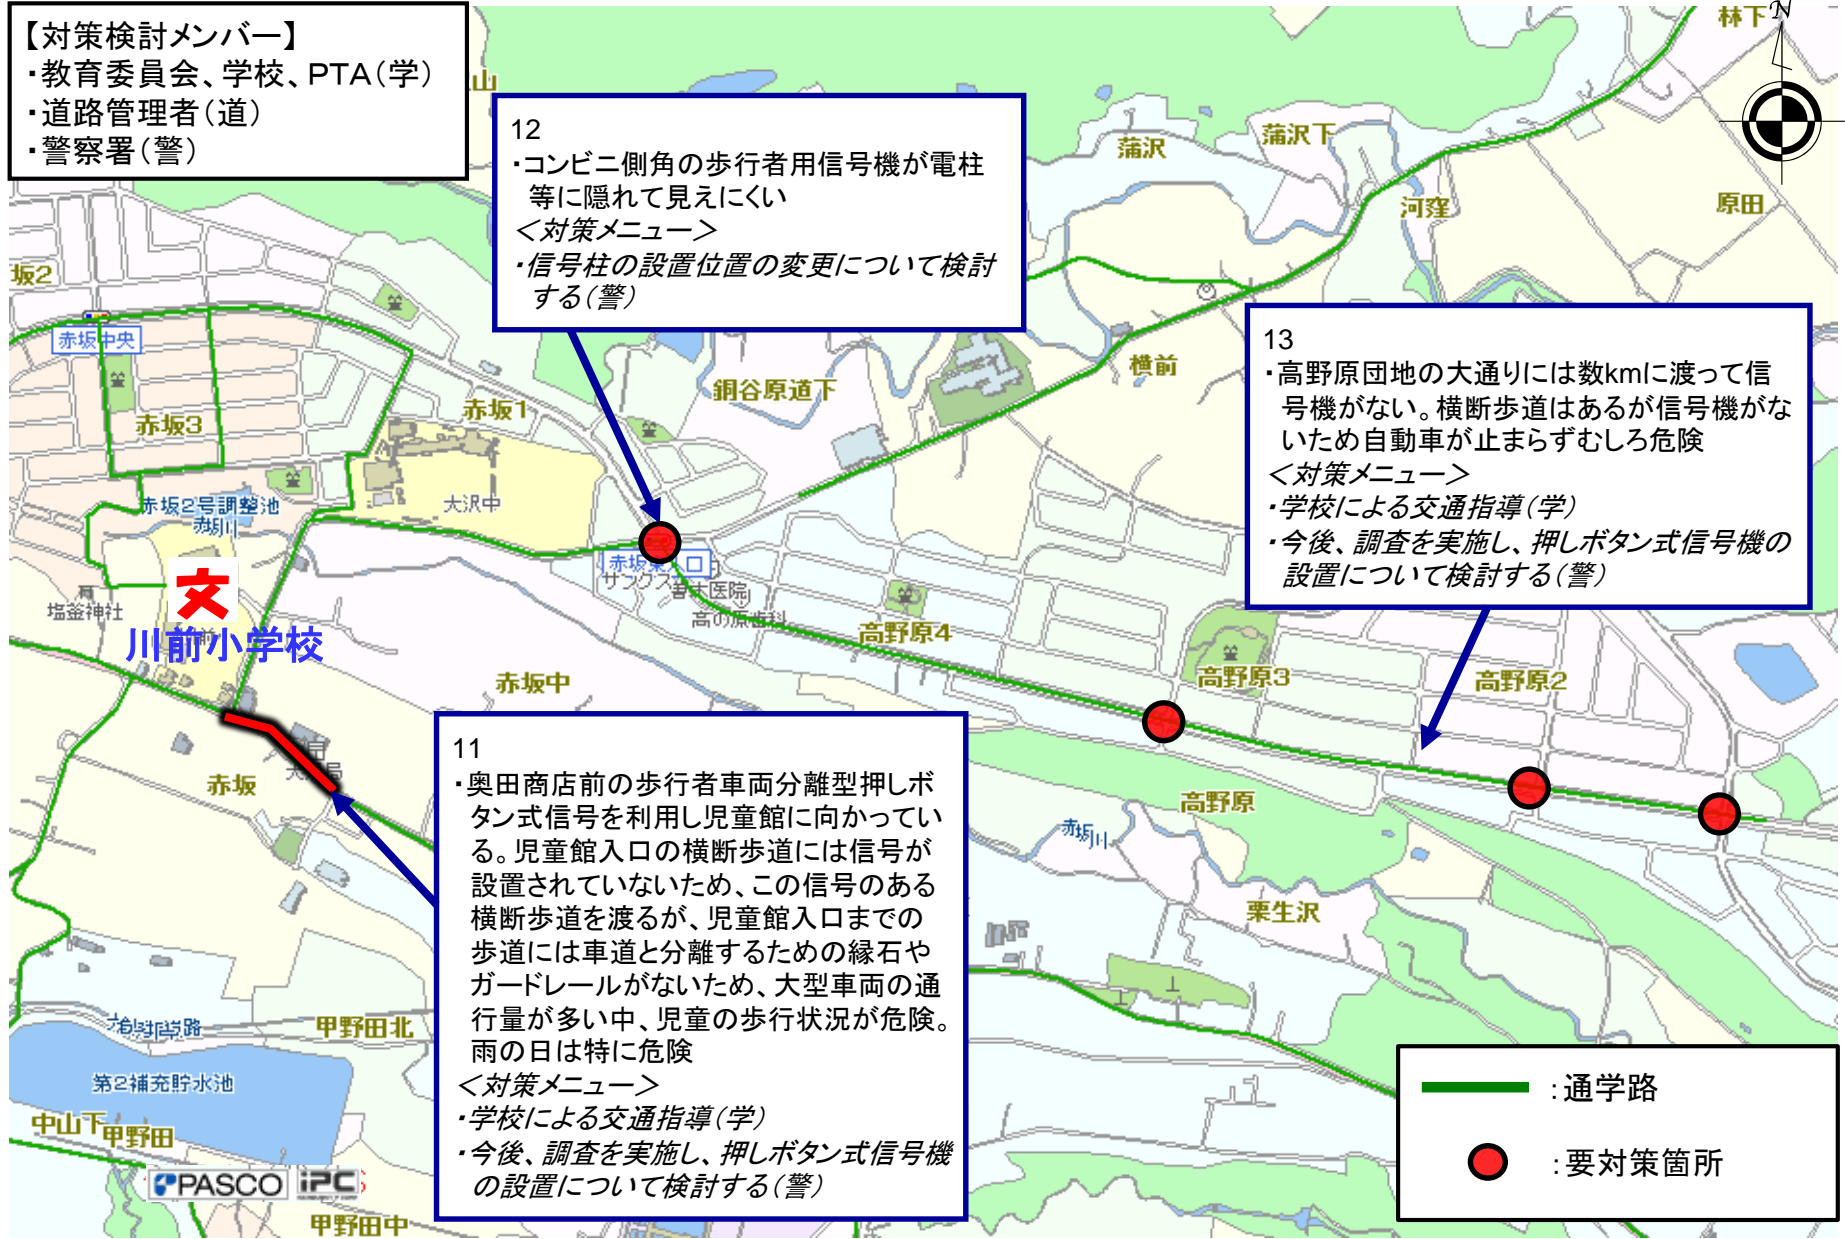 【対策検討メンバー】
・教育委員会、学校、PTA(学)
・道路管理者(道)
・警察署(警)
12
・コンビニ側角の歩行者用信号機が電柱
等に隠れて見えにくい
＜対策メニュー＞
・信号柱の設置位置の変更について検討
する(警)
13
・高野原団地の大通りには数kmに渡って信
号機がない。横断歩道はあるが信号機がな
いため自動車が止まらずむしろ危険
＜対策メニュー＞
・学校による交通指導(学)
・今後、調査を実施し、押しボタン式信号機の
設置について検討する(警)
11
・奥田商店前の歩行者車両分離型押しボ
タン式信号を利用し児童館に向かってい
る。児童館入口の横断歩道には信号が
設置されていないため、この信号のある
横断歩道を渡るが、児童館入口までの
歩道には車道と分離するための縁石や
ガードレールがないため、大型車両の通
行量が多い中、児童の歩行状況が危険。
雨の日は特に危険
＜対策メニュー＞
・学校による交通指導(学)
・今後、調査を実施し、押しボタン式信号機
の設置について検討する(警)
:通学路
:要対策箇所
N
林下
山
蒲沢
蒲沢下
河窪
原田
坂2
赤坂中央
赤坂3
赤坂1
銅谷原道下
横前
大沢中
赤坂2号調整池
赤坂川
塩釜神社
文
川前小学校
サンクス
高の原歯科
高野原4
高野原3
高野原2
赤坂中
赤坂
高野原
赤坂川
栗生沢
甲野田北
第2補充貯水池
中山下
甲野田
PASCO iPC
甲野田中